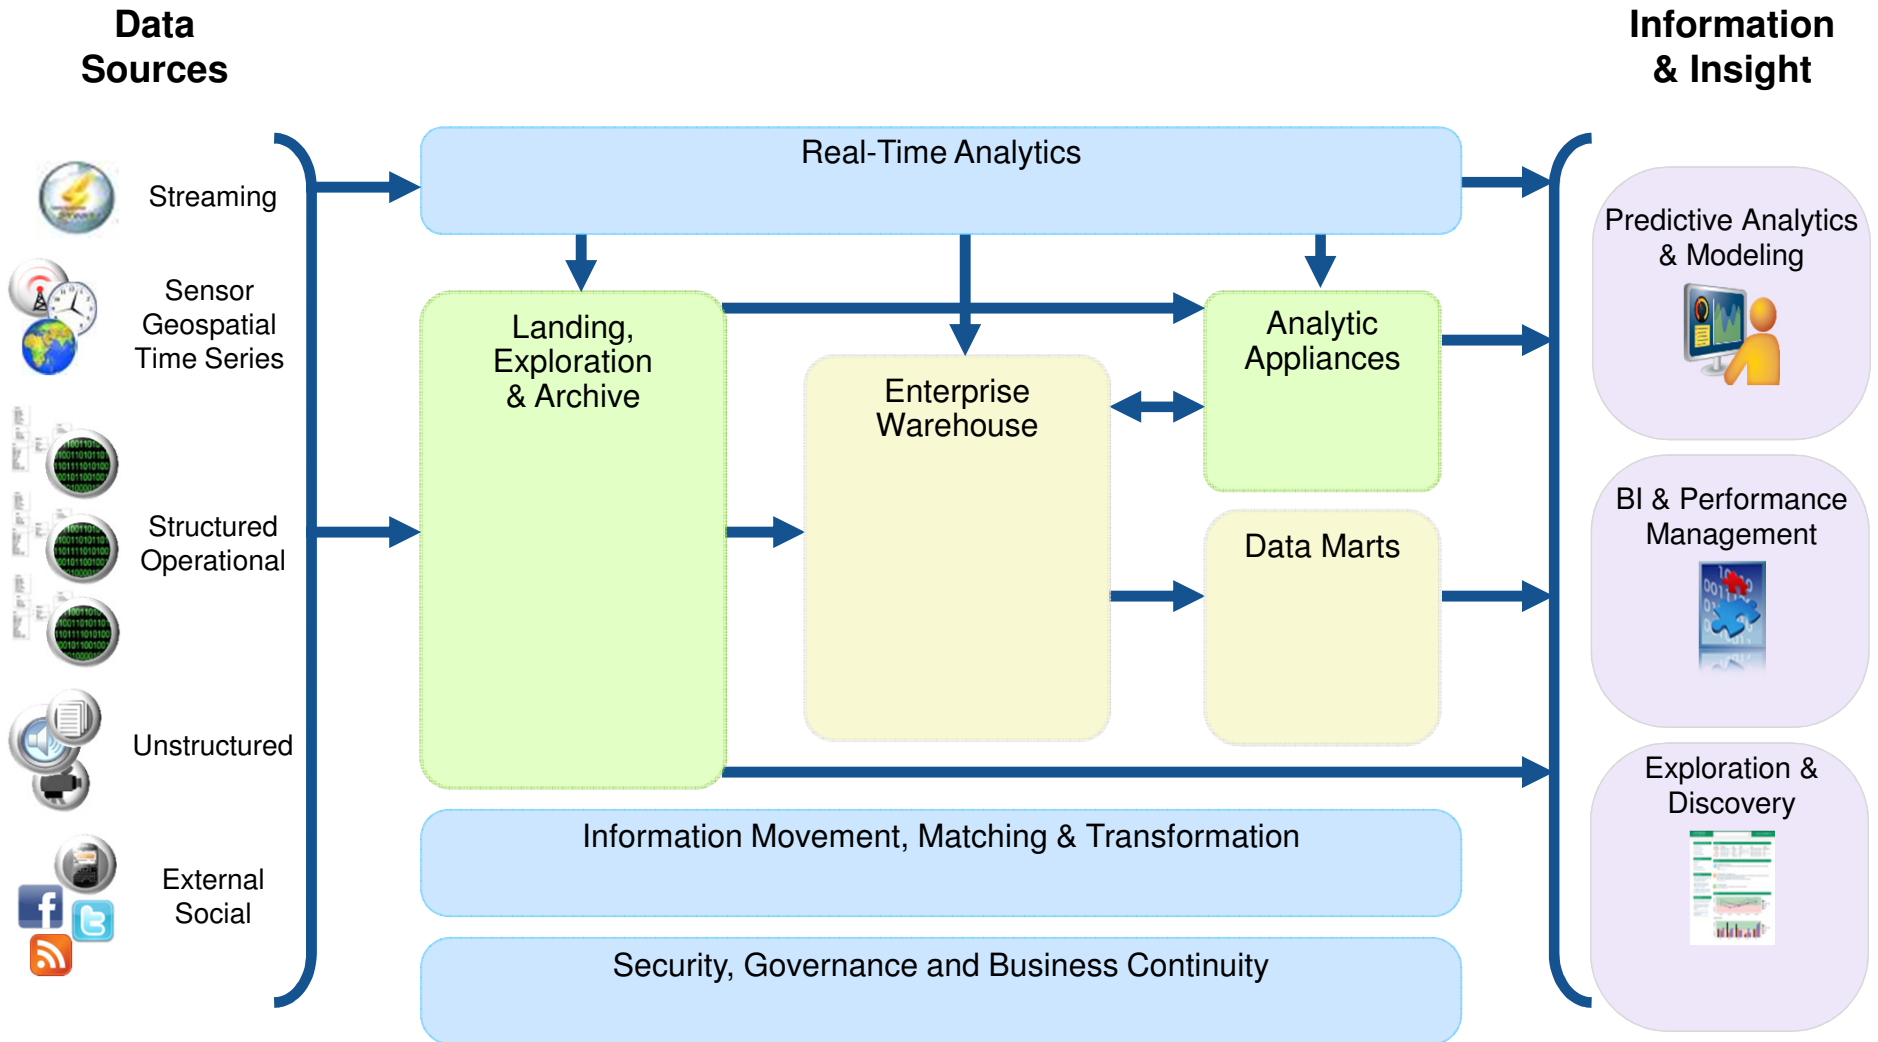 Data
Sources
Information
& Insight
Streaming
Sensor
Geospatial
Time Series
Structured
Operational
Unstructured
External
Social
Real-Time Analytics
Landing,
Exploration
& Archive
Enterprise
Warehouse
Analytic
Appliances
Data Marts
Information Movement, Matching & Transformation
Security, Governance and Business Continuity
Predictive Analytics
& Modeling
BI & Performance
Management
Exploration &
Discovery